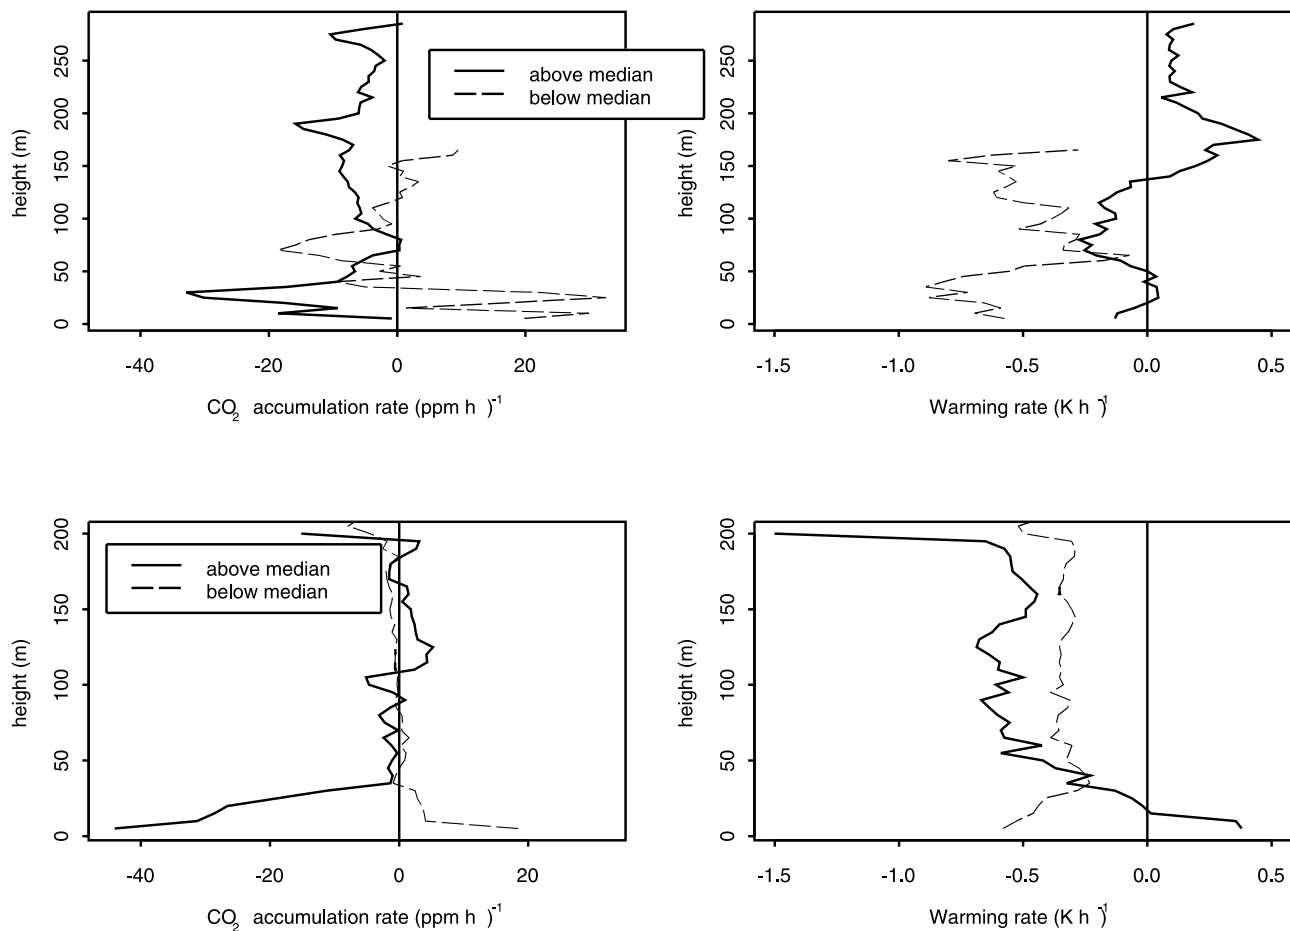 0 50 100 150 200 250
height (m)
above median
below median
-40 -20 0 20
CO2 accumulation rate (ppm h )-1
0 50 100 150 200 250
height (m)
-1.5 -1.0 -0.5 0.0 0.5
Warming rate (K h-1)
0 50 100 150 200
height (m)
above median
below median
-40 -20 0 20
CO2 accumulation rate (ppm h )-1
0 50 100 150 200
height (m)
-1.5 -1.0 -0.5 0.0 0.5
Warming rate (K h-1)